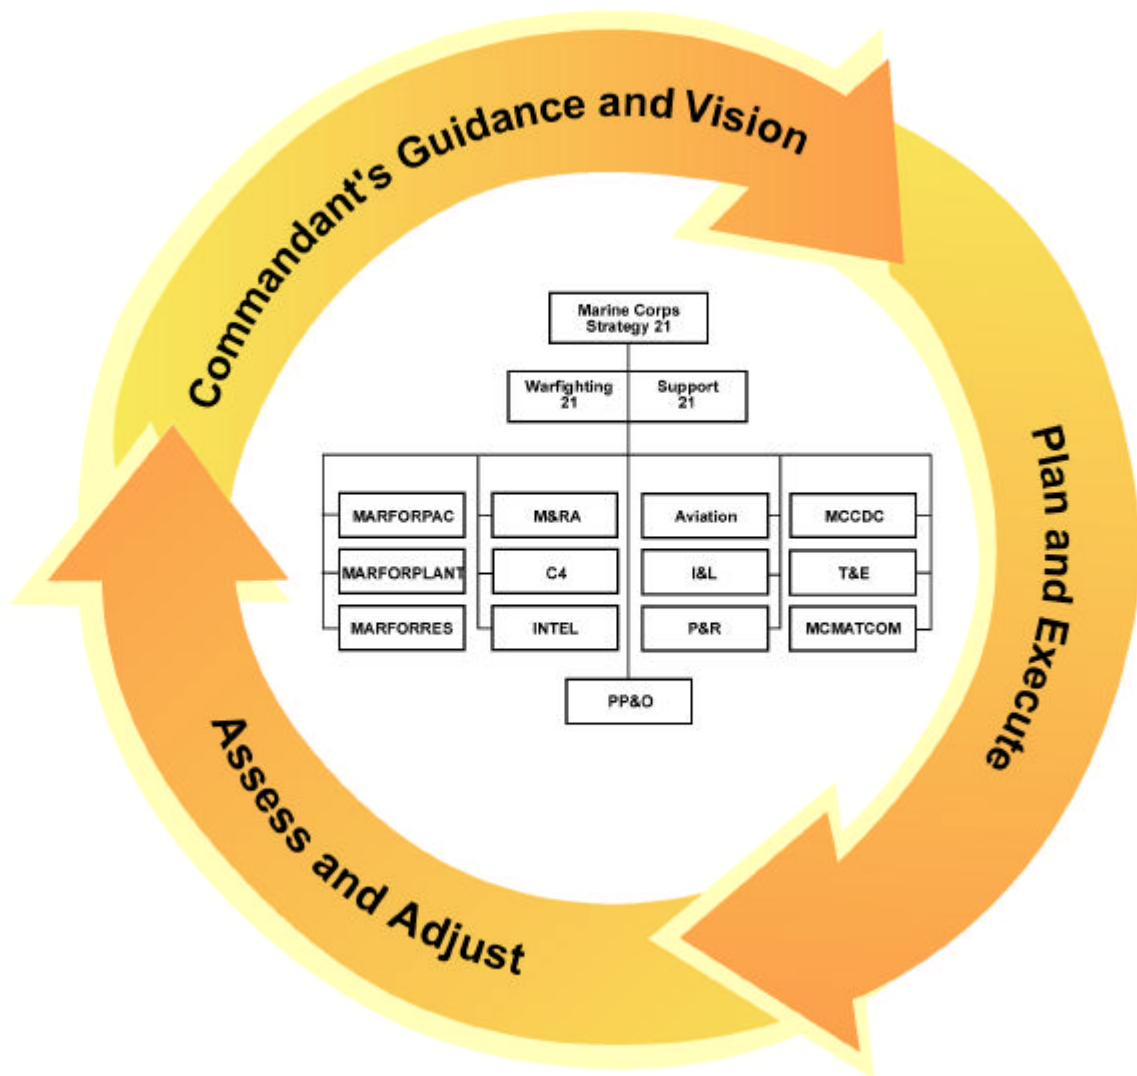 Commandant's Guidance and Vision
Plan and Execute
Assess and Adjust
Marine Corps
Strategy 21
Warfighting
21
Support
21
MARFORPAC
M&RA
Aviation
MCCDC
MARFORPLANT
C4
I&L
T&E
MARFORRES
INTEL
P&R
MCMATCOM
PP&O